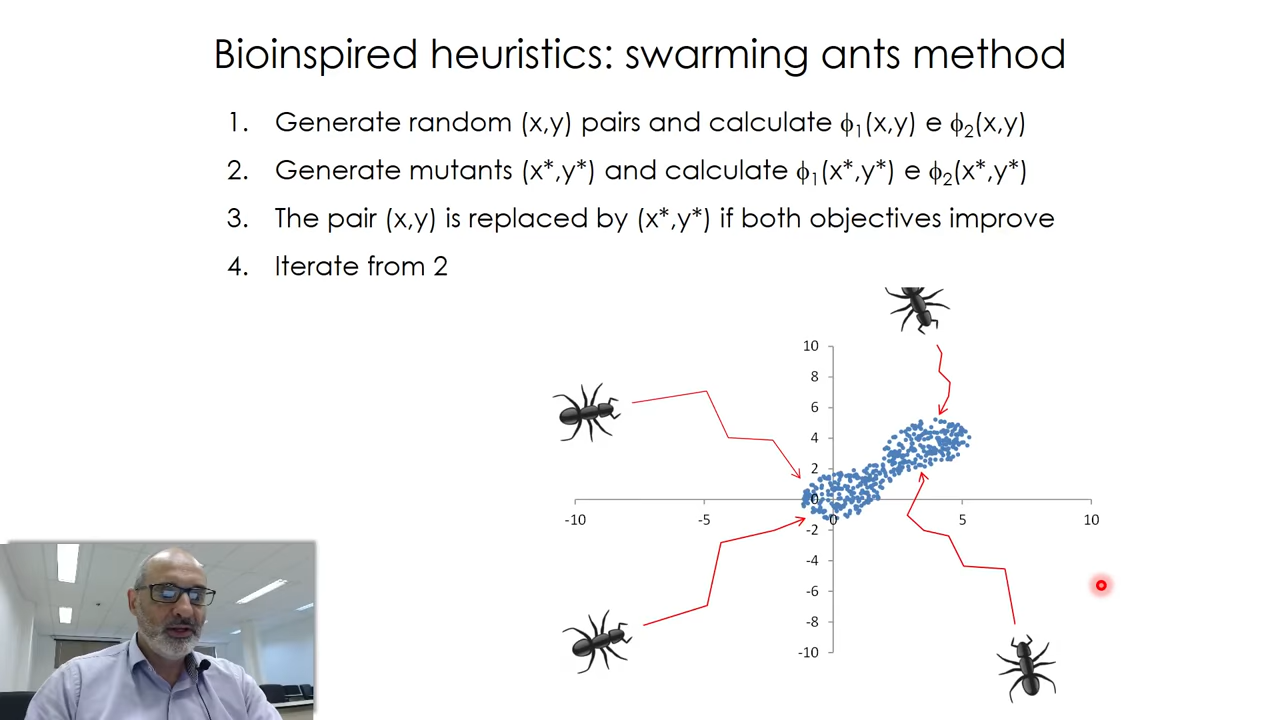 Bioinspired heuristics: swarming ants method
1. Generate random (x,y) pairs and calculate ϕ₁(x,y) e ϕ₂(x,y)
2. Generate mutants (x*,y*) and calculate ϕ₁(x*,y*) e ϕ₂(x*,y*)
3. The pair (x,y) is replaced by (x*,y*) if both objectives improve
4. Iterate from 2
10
8
6
4
2
0
-10 -5 0 5 10
-2
-4
-6
-8
-10